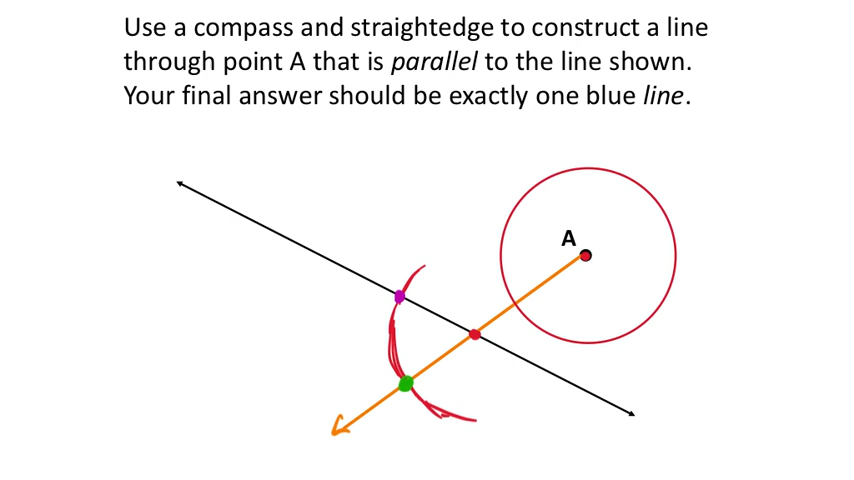 Use a compass and straightedge to construct a line
through point A that is parallel to the line shown.
Your final answer should be exactly one blue line.
A